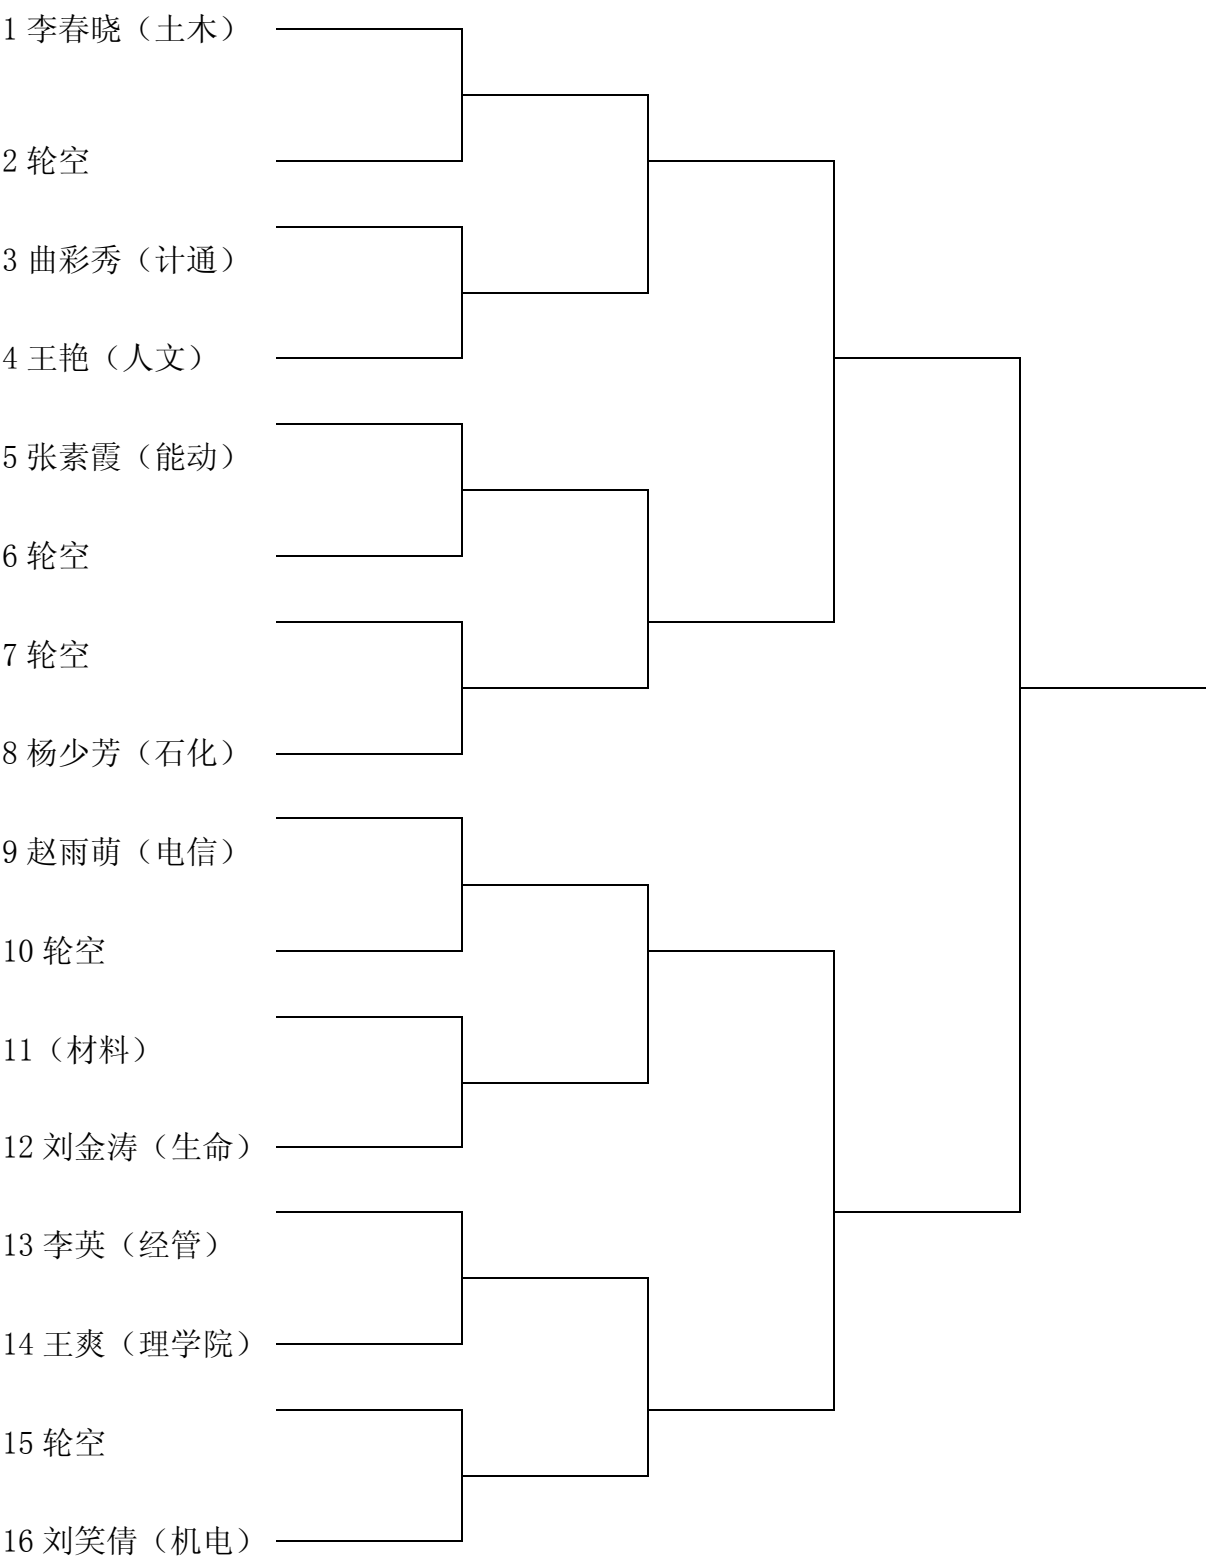 1 李春晓（土木）
2 轮空
3 曲彩秀（计通）
4 王艳（人文）
5 张素霞（能动）
6 轮空
7 轮空
8 杨少芳（石化）
9 赵雨萌（电信）
10 轮空
11（材料）
12 刘金涛（生命）
13 李英（经管）
14 王爽（理学院）
15 轮空
16 刘笑倩（机电）